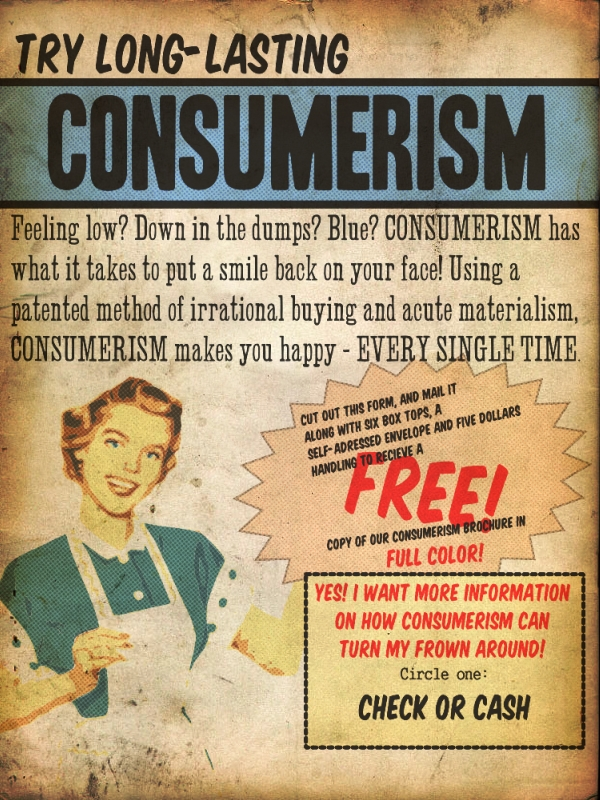 TRY LONG-LASTING
CONSUMERISM
Feeling low? Down in the dumps? Blue? CONSUMERISM has
what it takes to put a smile back on your face! Using a
patented method of irrational buying and acute materialism,
CONSUMERISM makes you happy - EVERY SINGLE TIME.
CUT OUT THIS FORM, AND MAIL IT
ALONG WITH SIX BOX TOPS, A
SELF-ADRESSED ENVELOPE AND FIVE DOLLARS
HANDLING TO RECIEVE A
FREE!
COPY OF OUR CONSUMERISM BROCHURE IN
FULL COLOR!
YES! I WANT MORE INFORMATION
ON HOW CONSUMERISM CAN
TURN MY FROWN AROUND!
Circle one:
CHECK OR CASH